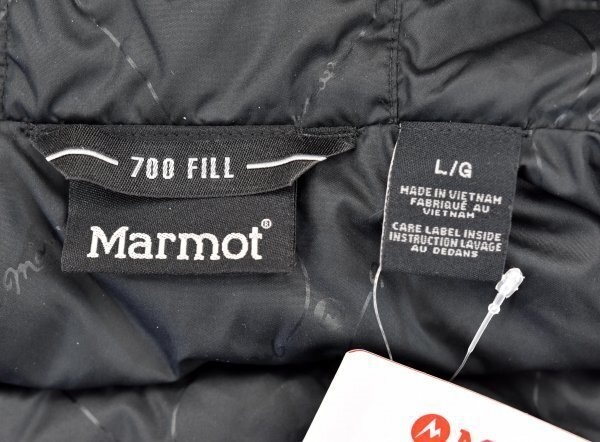 700 FILL
Marmot®
L/G
MADE IN VIETNAM
FABRIQUÉ AU
VIETNAM
CARE LABEL INSIDE
INSTRUCTION LAVAGE
AU DEDANS